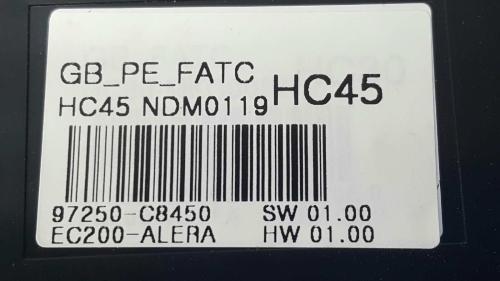 GB_PE_FATC
HC45 NDM0119 HC45
97250-C8450 SW 01.00
EC200-ALERA HW 01.00